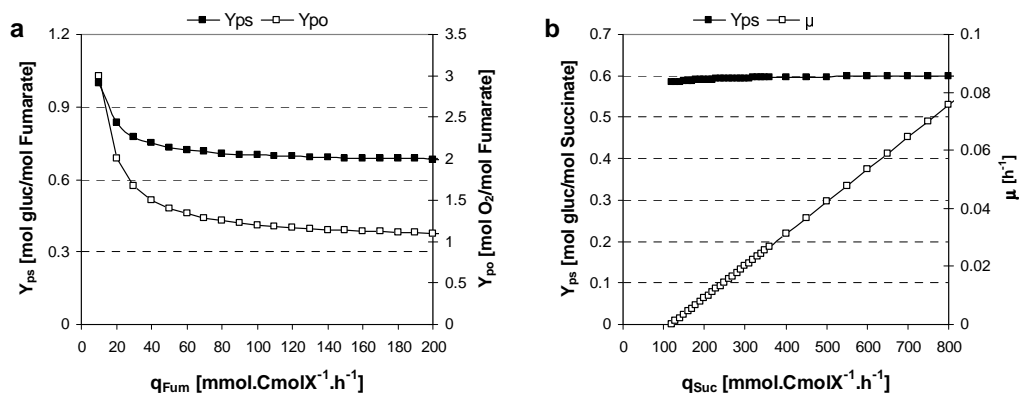 a
Yps Ypo
1.2
0.9
0.6
0.3
0
3.5
3
2.5
2
1.5
1
0.5
0
0 20 40 60 80 100 120 140 160 180 200
Yps [mol gluc/mol Fumarate]
Ypo [mol O2/mol Fumarate]
qFum [mmol.CmolX-1.h-1]
b
Yps µ
0.7
0.6
0.5
0.4
0.3
0.2
0.1
0
0.1
0.08
0.06
0.04
0.02
0
0 100 200 300 400 500 600 700 800
Yps [mol gluc/mol Succinate]
µ [h-1]
qSuc [mmol.CmolX-1.h-1]